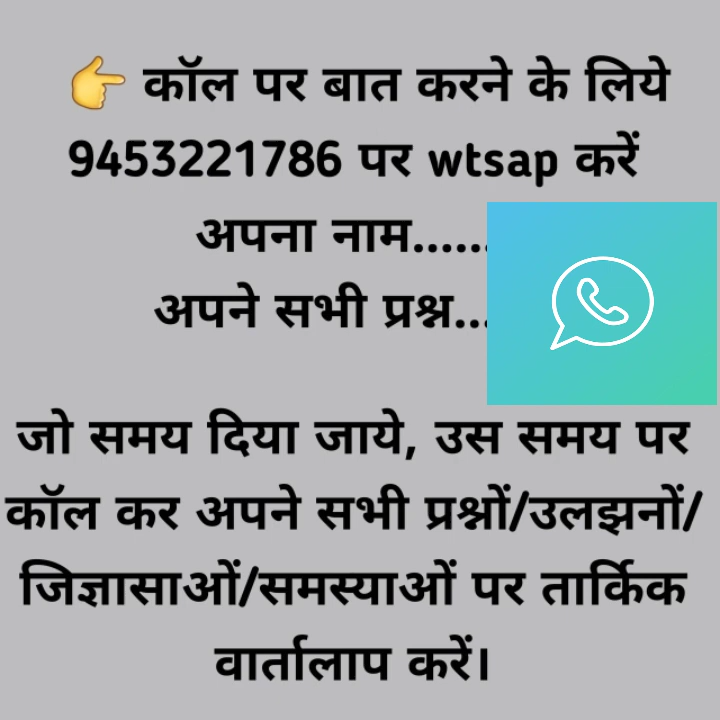 👉 कॉल पर बात करने के लिये
9453221786 पर wtsap करें
अपना नाम......
अपने सभी प्रश्न...
जो समय दिया जाये, उस समय पर
कॉल कर अपने सभी प्रश्नों/उलझनों/
जिज्ञासाओं/समस्याओं पर तार्किक
वार्तालाप करें।